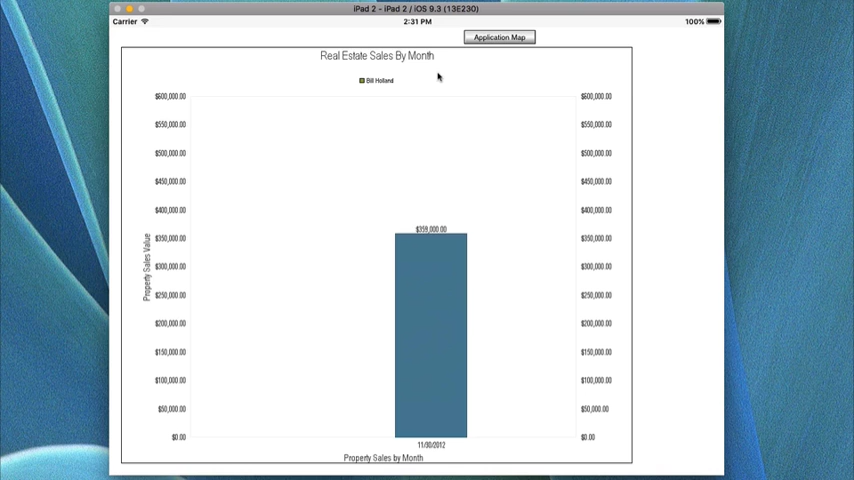 iPad 2 - iPad 2 / iOS 9.3 (13E230)
Carrier 2:31 PM 100%
Application Map
Real Estate Sales By Month
Bill Holland
$600,000.00 $600,000.00
$550,000.00 $550,000.00
$500,000.00 $500,000.00
$450,000.00 $450,000.00
$400,000.00 $400,000.00
$359,000.00
$350,000.00 $350,000.00
Property Sales Value
$300,000.00 $300,000.00
$250,000.00 $250,000.00
$200,000.00 $200,000.00
$150,000.00 $150,000.00
$100,000.00 $100,000.00
$50,000.00 $50,000.00
$0.00 $0.00
11/30/2012
Property Sales by Month